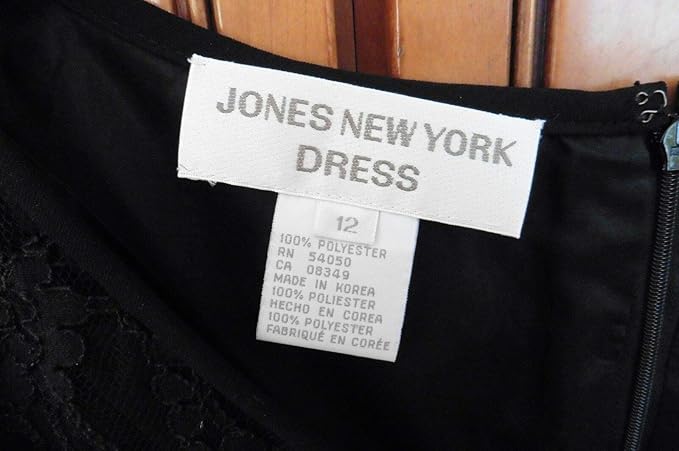 JONES NEW YORK
DRESS
12
100% POLYESTER
RN 54050
CA 08349
MADE IN KOREA
100% POLIESTER
HECHO EN COREA
100% POLYESTER
FABRIQUÉ EN CORÉE